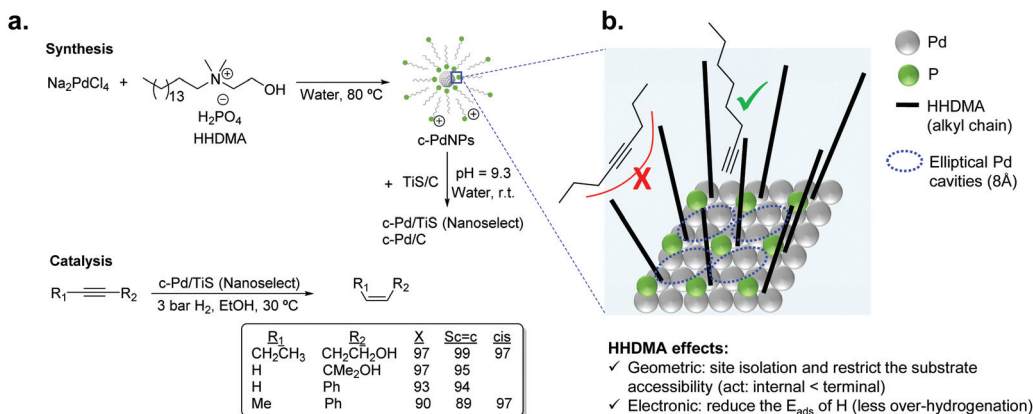 a.
Synthesis
Na2PdCl4 + 13 N ⊕ OH
⊖
H2PO4
HHDMA
Water, 80 ºC
⊕ ⊕
c-PdNPs
+ TiS/C
pH = 9.3
Water, r.t.
c-Pd/TiS (Nanoselect)
c-Pd/C
Catalysis
R1 R2
c-Pd/TiS (Nanoselect)
3 bar H2, EtOH, 30 ºC
R1 R2
R1 R2 X Sc=c cis
CH2CH3 CH2CH2OH 97 99 97
H CMe2OH 97 95
H Ph 93 94
Me Ph 90 89 97
b.
X
Pd
P
HHDMA
(alkyl chain)
Elliptical Pd
cavities (8Å)
HHDMA effects:
✓ Geometric: site isolation and restrict the substrate
accessibility (act: internal < terminal)
✓ Electronic: reduce the Eads of H (less over-hydrogenation)